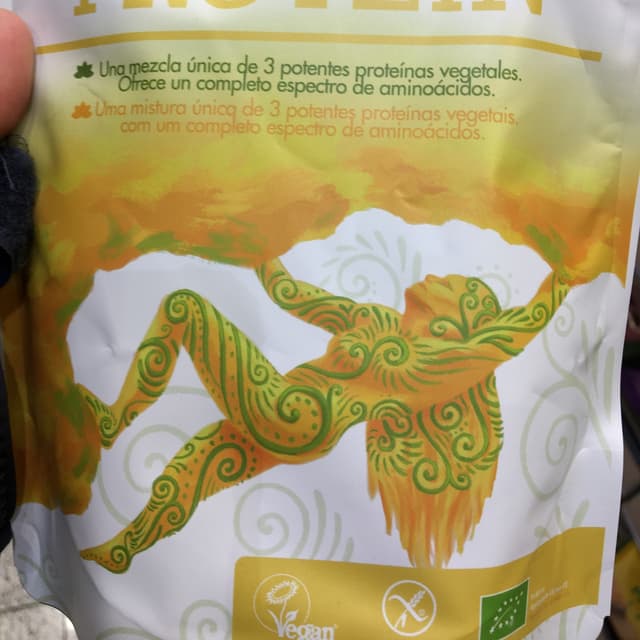 PROTEIN
Una mezcla única de 3 potentes proteínas vegetales.
Ofrece un completo espectro de aminoácidos.
Uma mistura única de 3 potentes proteínas vegetais,
com um completo espectro de aminoácidos.
Vegan